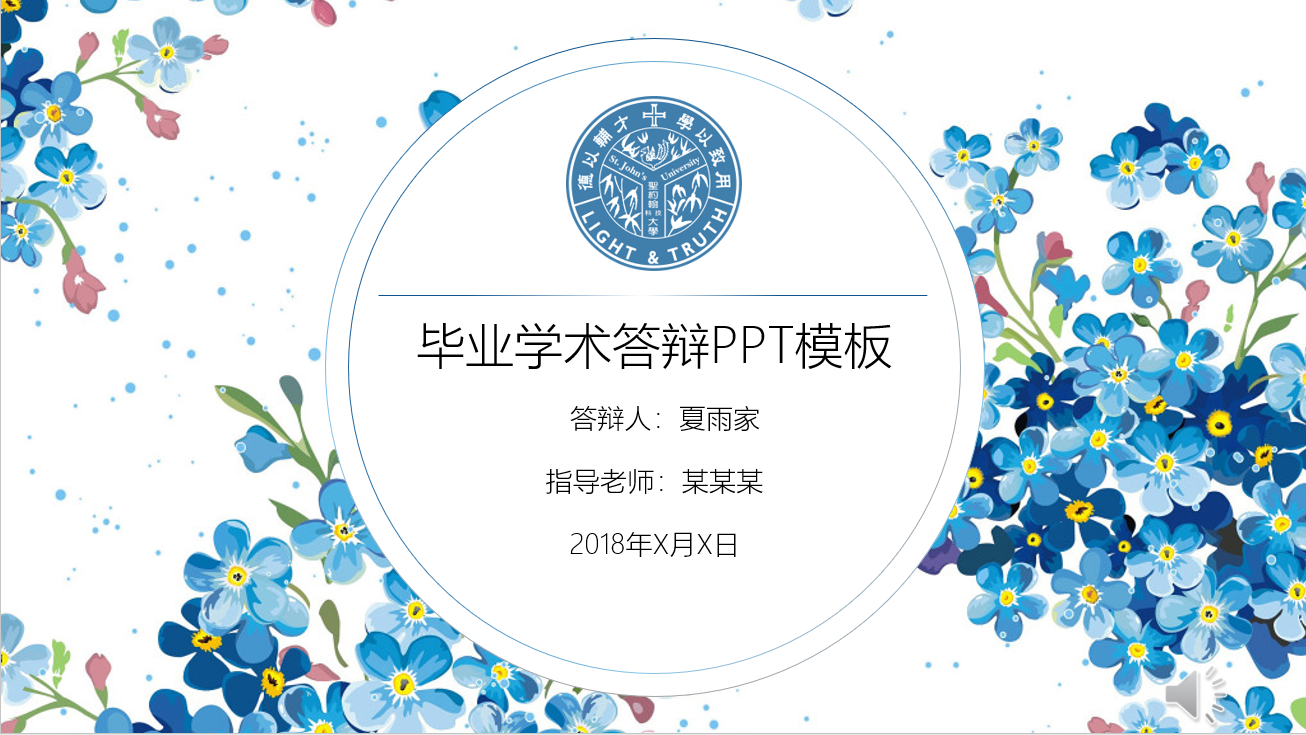 德以輔才 學以致用
St. John's University
聖約翰
科技
大學
LIGHT & TRUTH
毕业学术答辩PPT模板
答辩人：夏雨家
指导老师：某某某
2018年X月X日